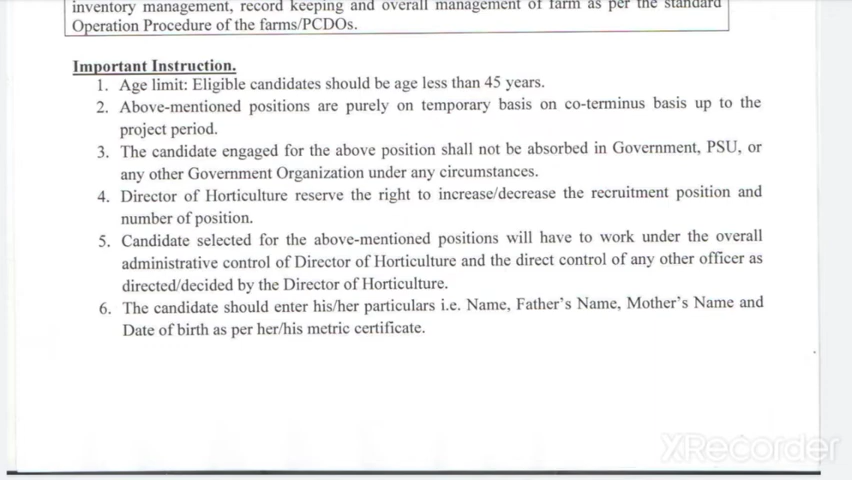 inventory management, record keeping and overall management of farm as per the standard
Operation Procedure of the farms/PCDOs.
Important Instruction.
1. Age limit: Eligible candidates should be age less than 45 years.
2. Above-mentioned positions are purely on temporary basis on co-terminus basis up to the
project period.
3. The candidate engaged for the above position shall not be absorbed in Government, PSU, or
any other Government Organization under any circumstances.
4. Director of Horticulture reserve the right to increase/decrease the recruitment position and
number of position.
5. Candidate selected for the above-mentioned positions will have to work under the overall
administrative control of Director of Horticulture and the direct control of any other officer as
directed/decided by the Director of Horticulture.
6. The candidate should enter his/her particulars i.e. Name, Father's Name, Mother's Name and
Date of birth as per her/his metric certificate.
XRecorder